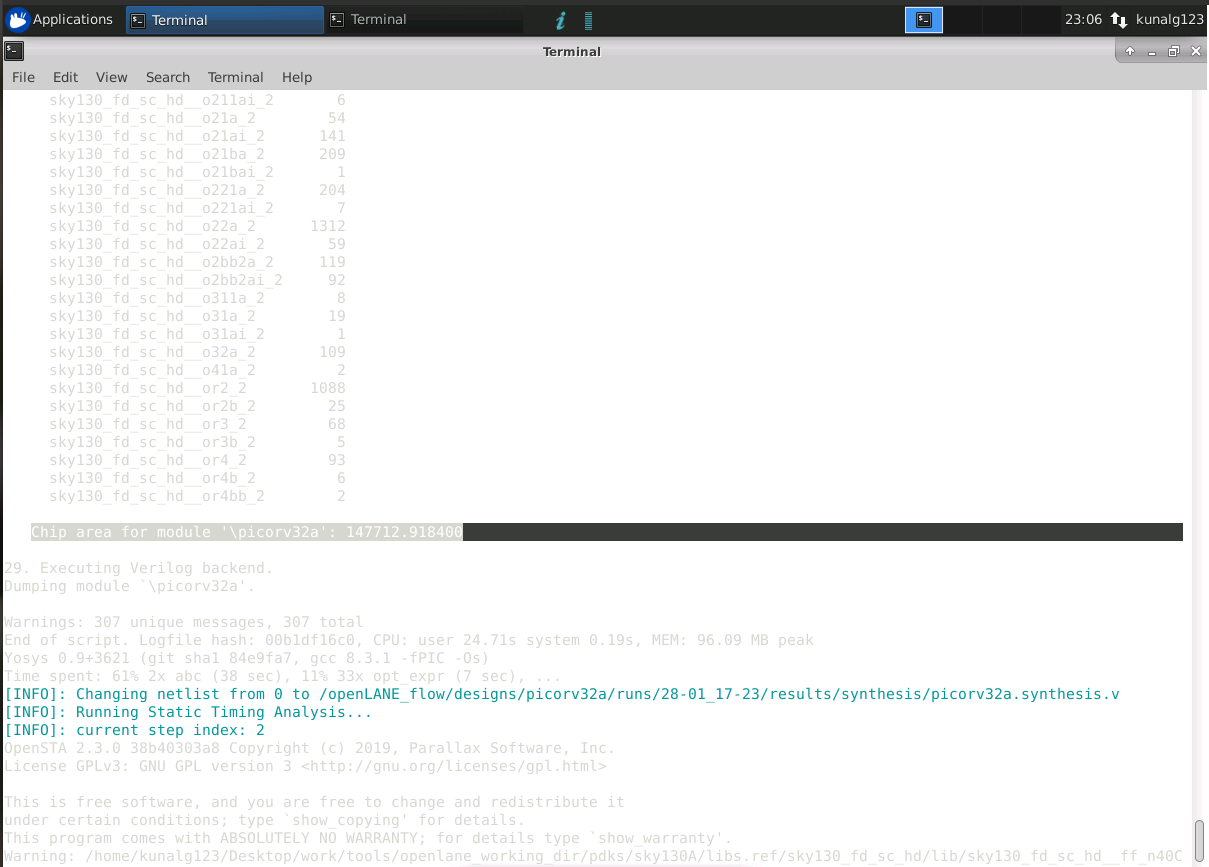 Applications Terminal Terminal 23:06 kunalg123
Terminal
File Edit View Search Terminal Help
sky130_fd_sc_hd__o211ai_2 6
sky130_fd_sc_hd__o21a_2 54
sky130_fd_sc_hd__o21ai_2 141
sky130_fd_sc_hd__o21ba_2 209
sky130_fd_sc_hd__o21bai_2 1
sky130_fd_sc_hd__o221a_2 204
sky130_fd_sc_hd__o221ai_2 7
sky130_fd_sc_hd__o22a_2 1312
sky130_fd_sc_hd__o22ai_2 59
sky130_fd_sc_hd__o2bb2a_2 119
sky130_fd_sc_hd__o2bb2ai_2 92
sky130_fd_sc_hd__o311a_2 8
sky130_fd_sc_hd__o31a_2 19
sky130_fd_sc_hd__o31ai_2 1
sky130_fd_sc_hd__o32a_2 109
sky130_fd_sc_hd__o41a_2 2
sky130_fd_sc_hd__or2_2 1088
sky130_fd_sc_hd__or2b_2 25
sky130_fd_sc_hd__or3_2 68
sky130_fd_sc_hd__or3b_2 5
sky130_fd_sc_hd__or4_2 93
sky130_fd_sc_hd__or4b_2 6
sky130_fd_sc_hd__or4bb_2 2
Chip area for module '\picorv32a': 147712.918400
29. Executing Verilog backend.
Dumping module `\picorv32a'.
Warnings: 307 unique messages, 307 total
End of script. Logfile hash: 00b1df16c0, CPU: user 24.71s system 0.19s, MEM: 96.09 MB peak
Yosys 0.9+3621 (git sha1 84e9fa7, gcc 8.3.1 -fPIC -Os)
Time spent: 61% 2x abc (38 sec), 11% 33x opt_expr (7 sec), ...
[INFO]: Changing netlist from 0 to /openLANE_flow/designs/picorv32a/runs/28-01_17-23/results/synthesis/picorv32a.synthesis.v
[INFO]: Running Static Timing Analysis...
[INFO]: current step index: 2
OpenSTA 2.3.0 38b40303a8 Copyright (c) 2019, Parallax Software, Inc.
License GPLv3: GNU GPL version 3 <http://gnu.org/licenses/gpl.html>
This is free software, and you are free to change and redistribute it
under certain conditions; type `show_copying' for details.
This program comes with ABSOLUTELY NO WARRANTY; for details type `show_warranty'.
Warning: /home/kunalg123/Desktop/work/tools/openlane_working_dir/pdks/sky130A/libs.ref/sky130_fd_sc_hd/lib/sky130_fd_sc_hd__ff_n40C